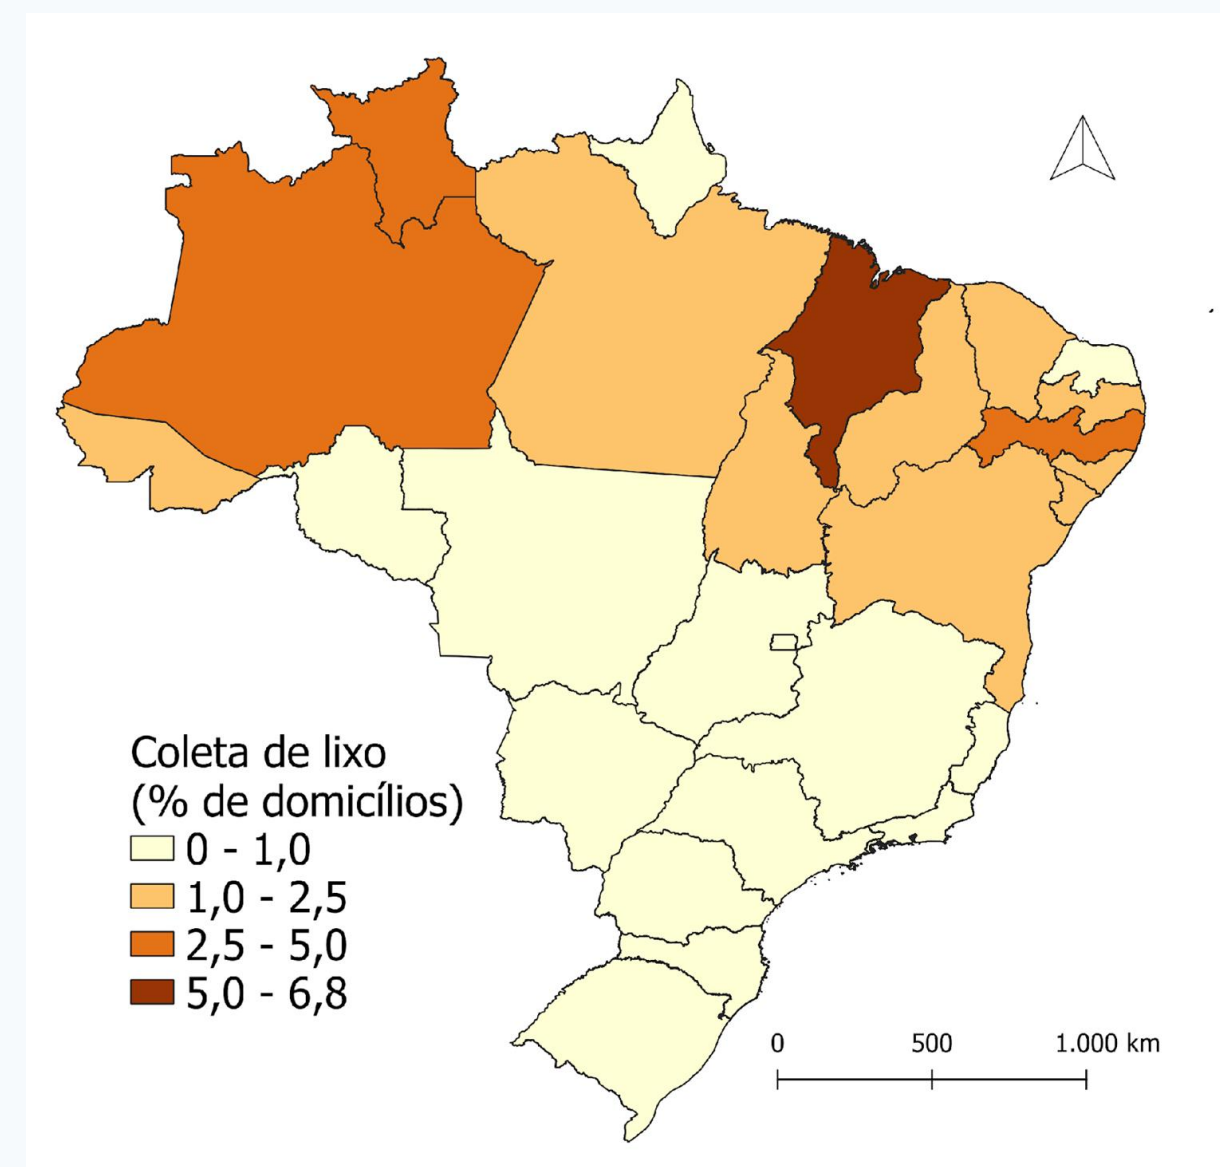 Coleta de lixo
(% de domicílios)
0 - 1,0
1,0 - 2,5
2,5 - 5,0
5,0 - 6,8
0 500 1.000 km